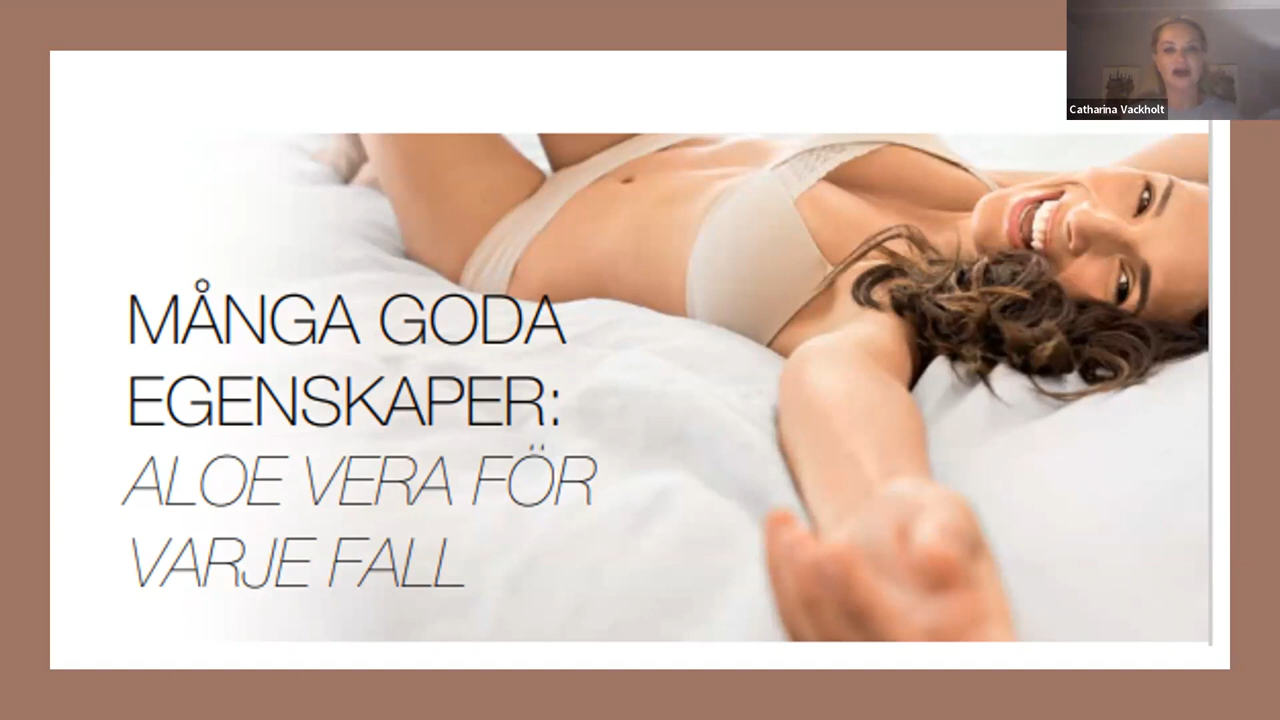 Catharina Vackholt
MÅNGA GODA
EGENSKAPER:
ALOE VERA FÖR
VARJE FALL